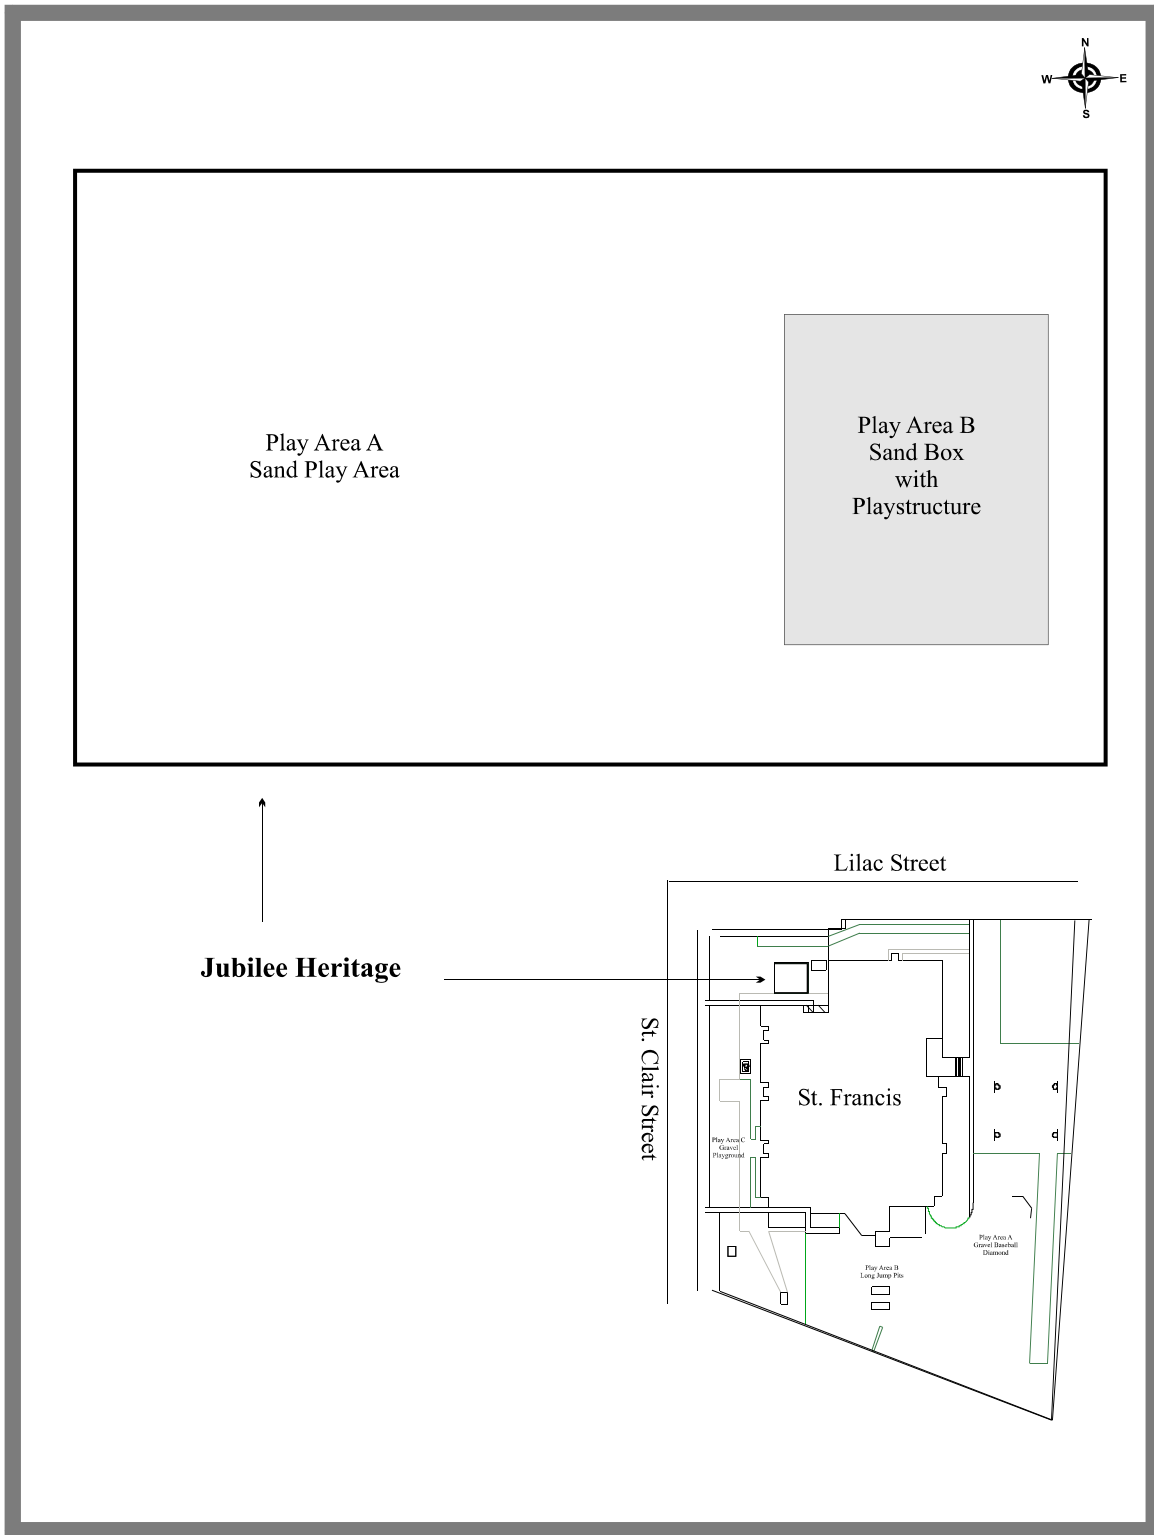 N
W
E
S
Play Area A
Sand Play Area
Play Area B
Sand Box
with
Playstructure
Lilac Street
Jubilee Heritage
St. Clair Street
St. Francis
Play Area C
Gravel
Playground
Play Area A
Gravel Baseball
Diamond
Play Area B
Long Jump Pits